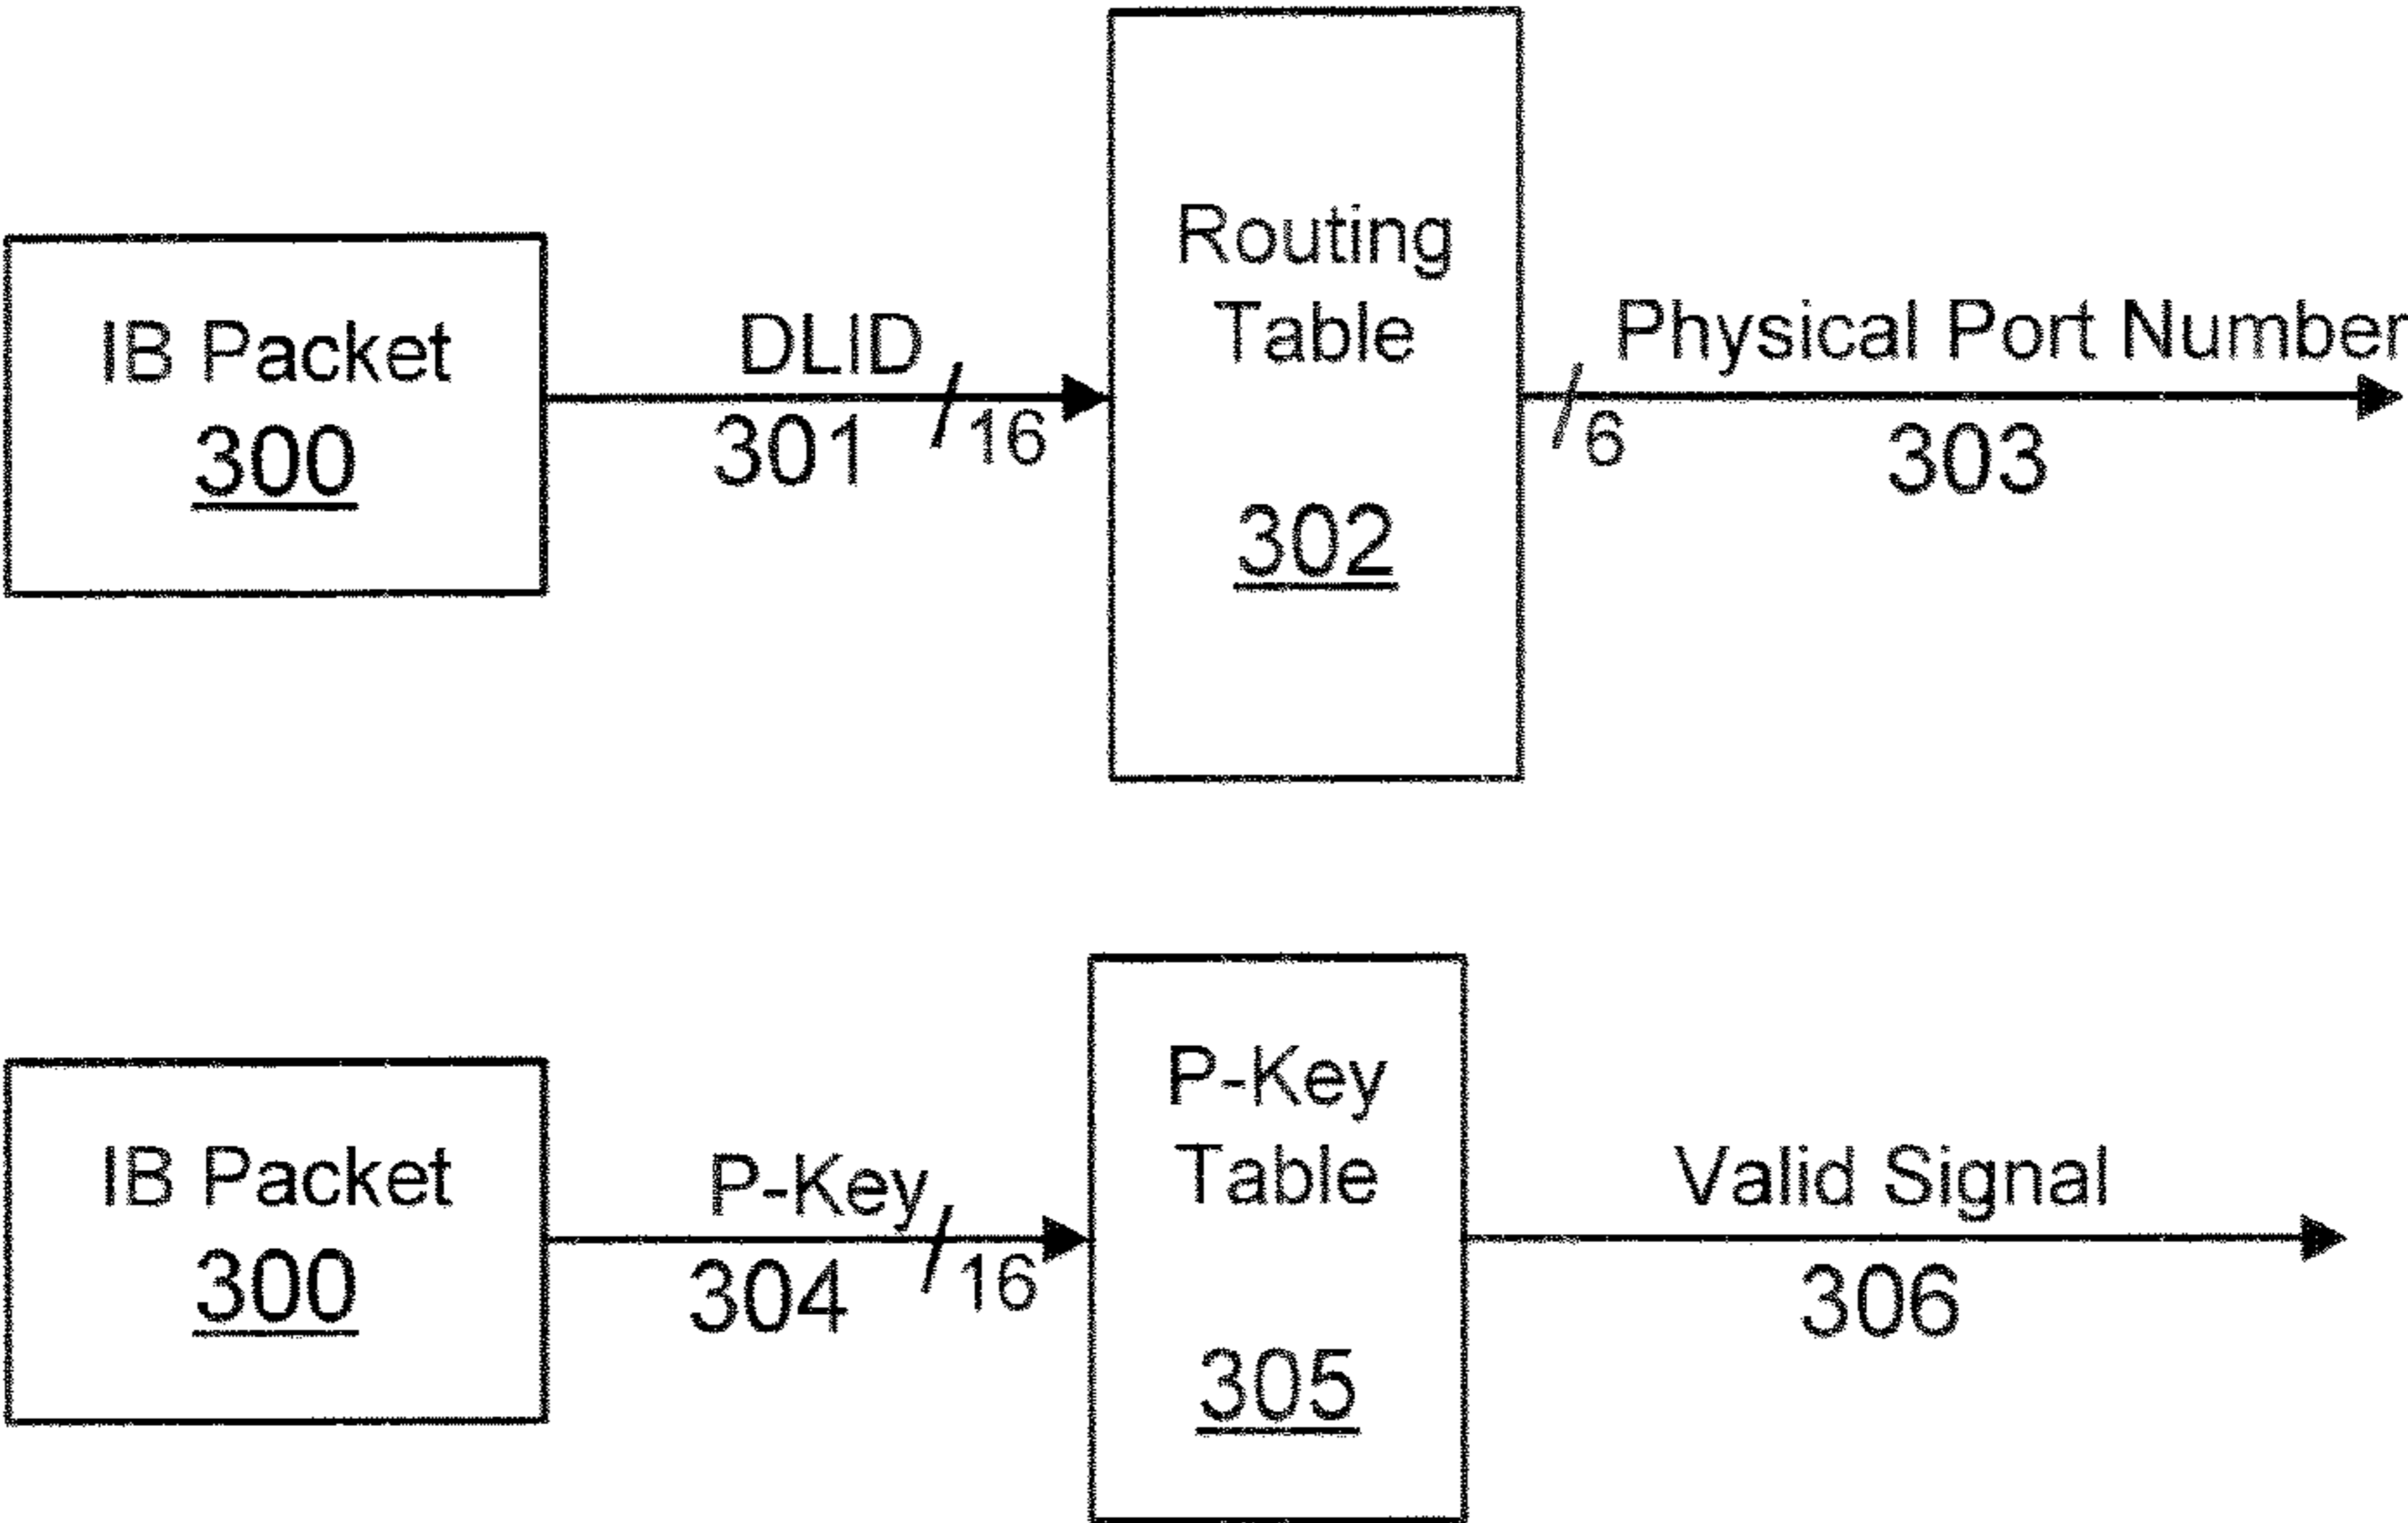 IB Packet
300
DLID
301
/16
Routing
Table
302
Physical Port Number
/6
303
IB Packet
300
P-Key
304
/16
P-Key
Table
305
Valid Signal
306